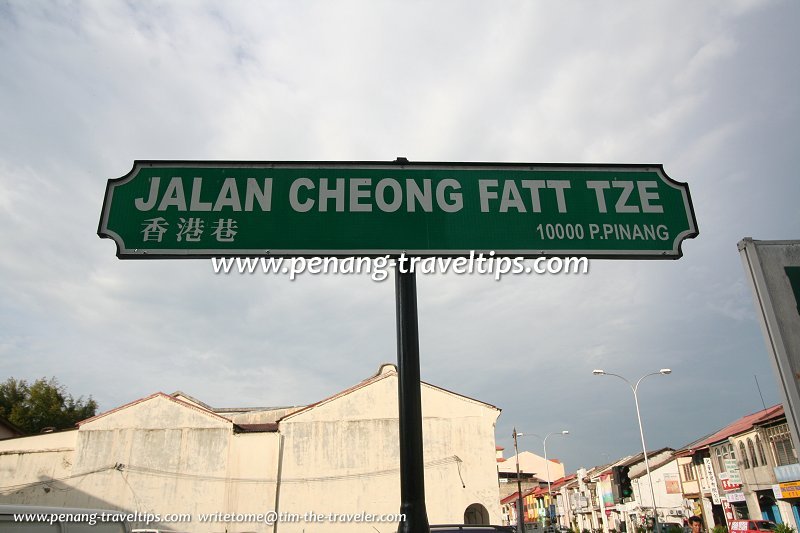 JALAN CHEONG FATT TZE
香港巷
10000 P.PINANG
www.penang-traveltips.com
www.penang-traveltips.com writetome@tim-the-traveler.com